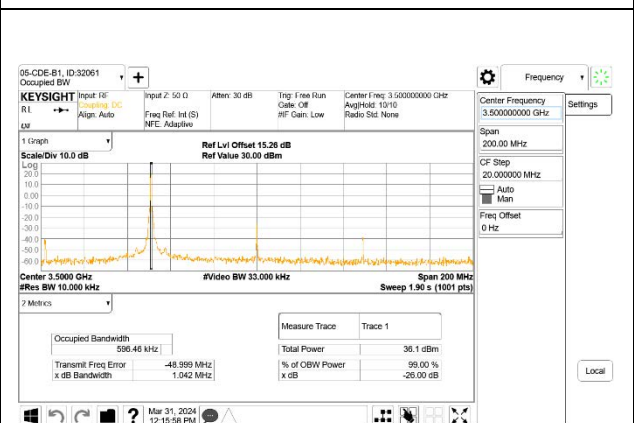 05-CDE-B1, ID:32061
Occupied BW
Frequency
KEYSIGHT
RL
Input: RF
Coupling: DC
Align: Auto
Input Z: 50 Ω
Freq Ref: Int (S)
NFE: Adaptive
Atten: 30 dB
Trig: Free Run
Gate: Off
#IF Gain: Low
Center Freq: 3.500000000 GHz
Avg|Hold: 10/10
Radio Std: None
Center Frequency
3.500000000 GHz
Settings
Span
200.00 MHz
CF Step
20.000000 MHz
Auto
Man
Freq Offset
0 Hz
1 Graph
Scale/Div 10.0 dB
Ref Lvl Offset 15.26 dB
Ref Value 30.00 dBm
Log
20.0
10.0
0.00
-10.0
-20.0
-30.0
-40.0
-50.0
-60.0
Center 3.5000 GHz
#Video BW 33.000 kHz
Span 200 MHz
#Res BW 10.000 kHz
Sweep 1.90 s (1001 pts)
2 Metrics
Measure Trace
Trace 1
Occupied Bandwidth
596.46 kHz
Total Power
36.1 dBm
Transmit Freq Error
-48.999 MHz
% of OBW Power
99.00 %
x dB Bandwidth
1.042 MHz
x dB
-26.00 dB
Local
Mar 31, 2024
12:15:58 PM